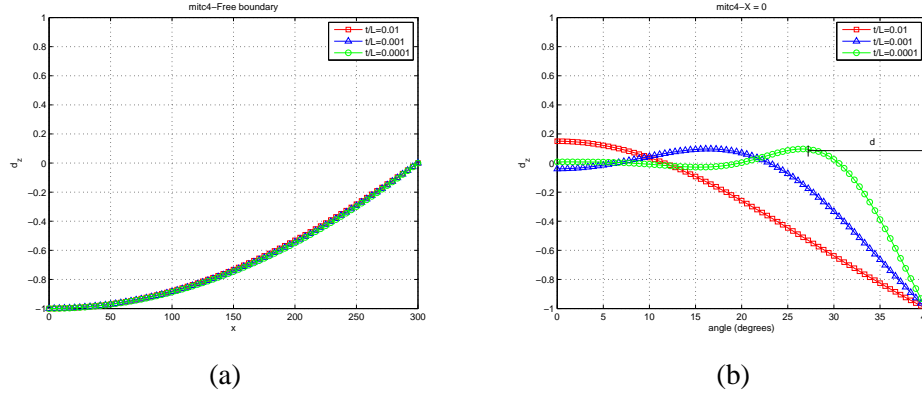 mitc4-Free boundary
1
0.8
0.6
0.4
0.2
0
−0.2
−0.4
−0.6
−0.8
−1
d_z
0 50 100 150 200 250 300
x
t/L=0.01
t/L=0.001
t/L=0.0001
(a)
mitc4-X = 0
1
0.8
0.6
0.4
0.2
0
−0.2
−0.4
−0.6
−0.8
−1
d_z
0 5 10 15 20 25 30 35 40
angle (degrees)
t/L=0.01
t/L=0.001
t/L=0.0001
d
(b)